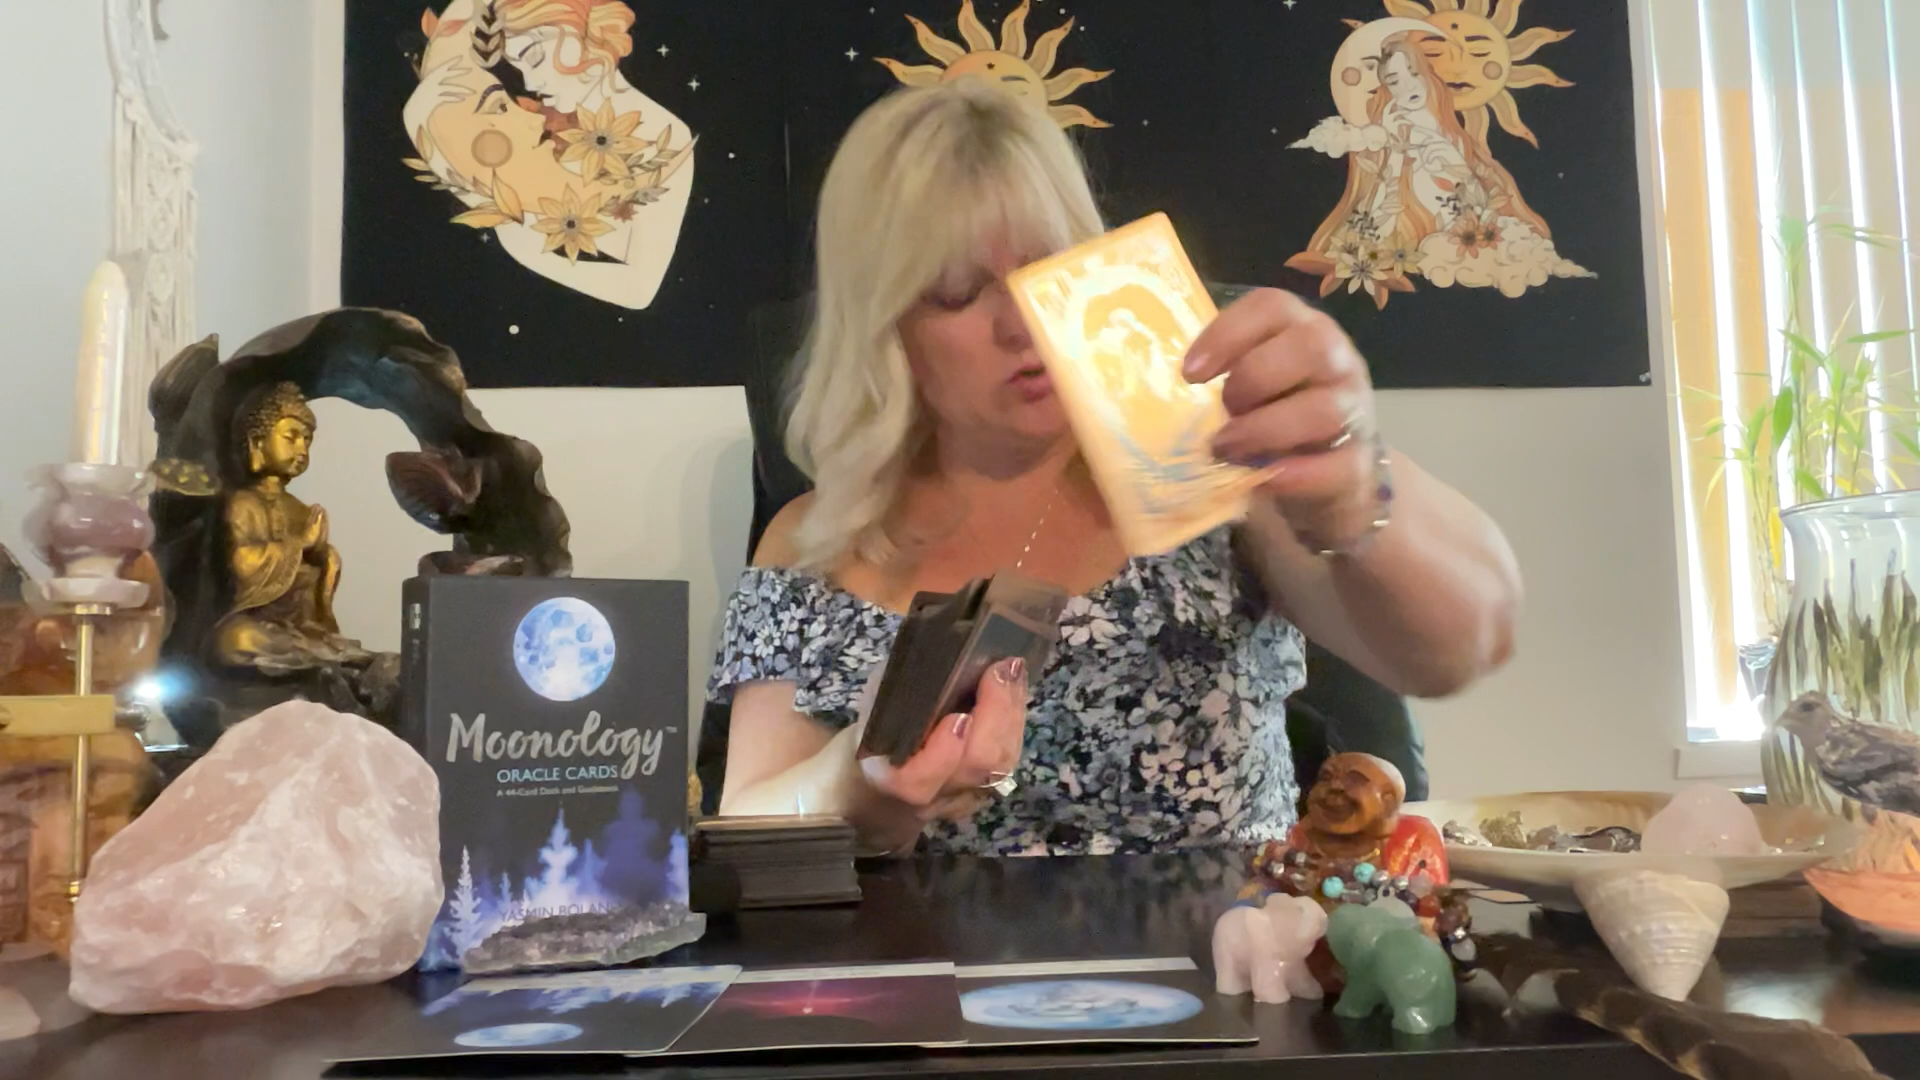 Moonology™
ORACLE CARDS
A 44-Card Deck and Guidebook
YASMIN BOLAND